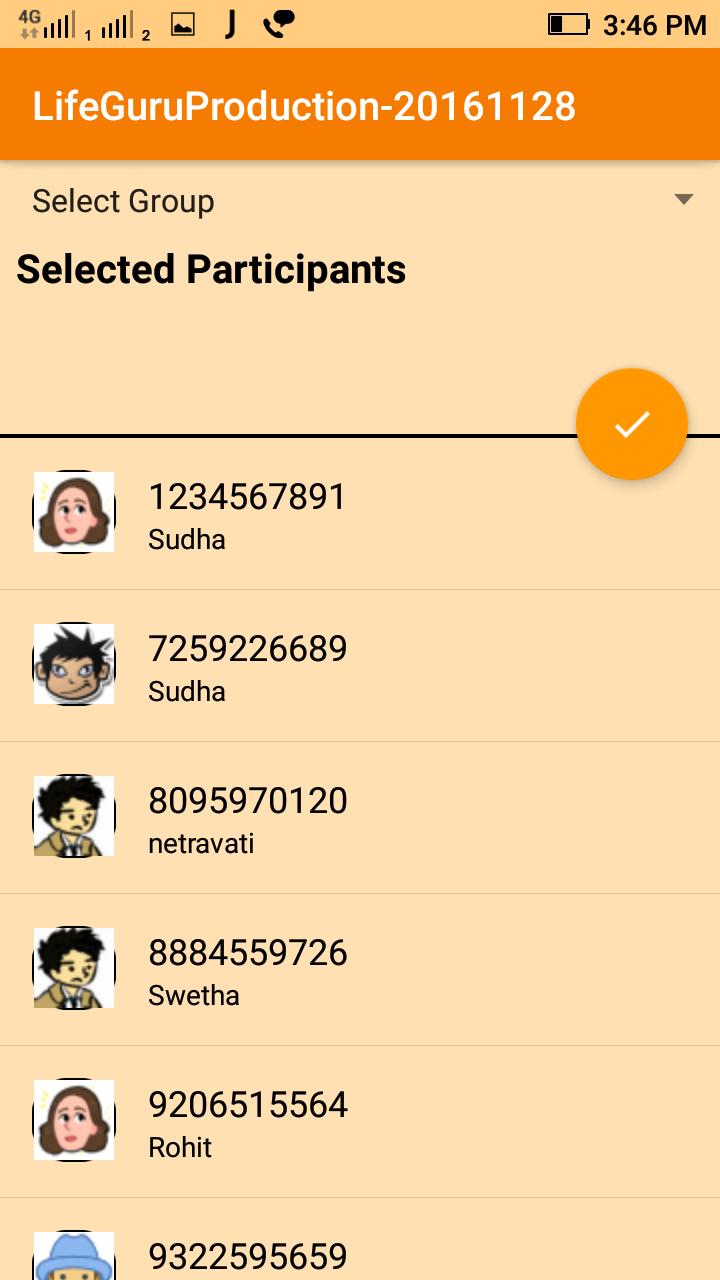 4G 1 2 3:46 PM
LifeGuruProduction-20161128
Select Group
Selected Participants
1234567891
Sudha
7259226689
Sudha
8095970120
netravati
8884559726
Swetha
9206515564
Rohit
9322595659